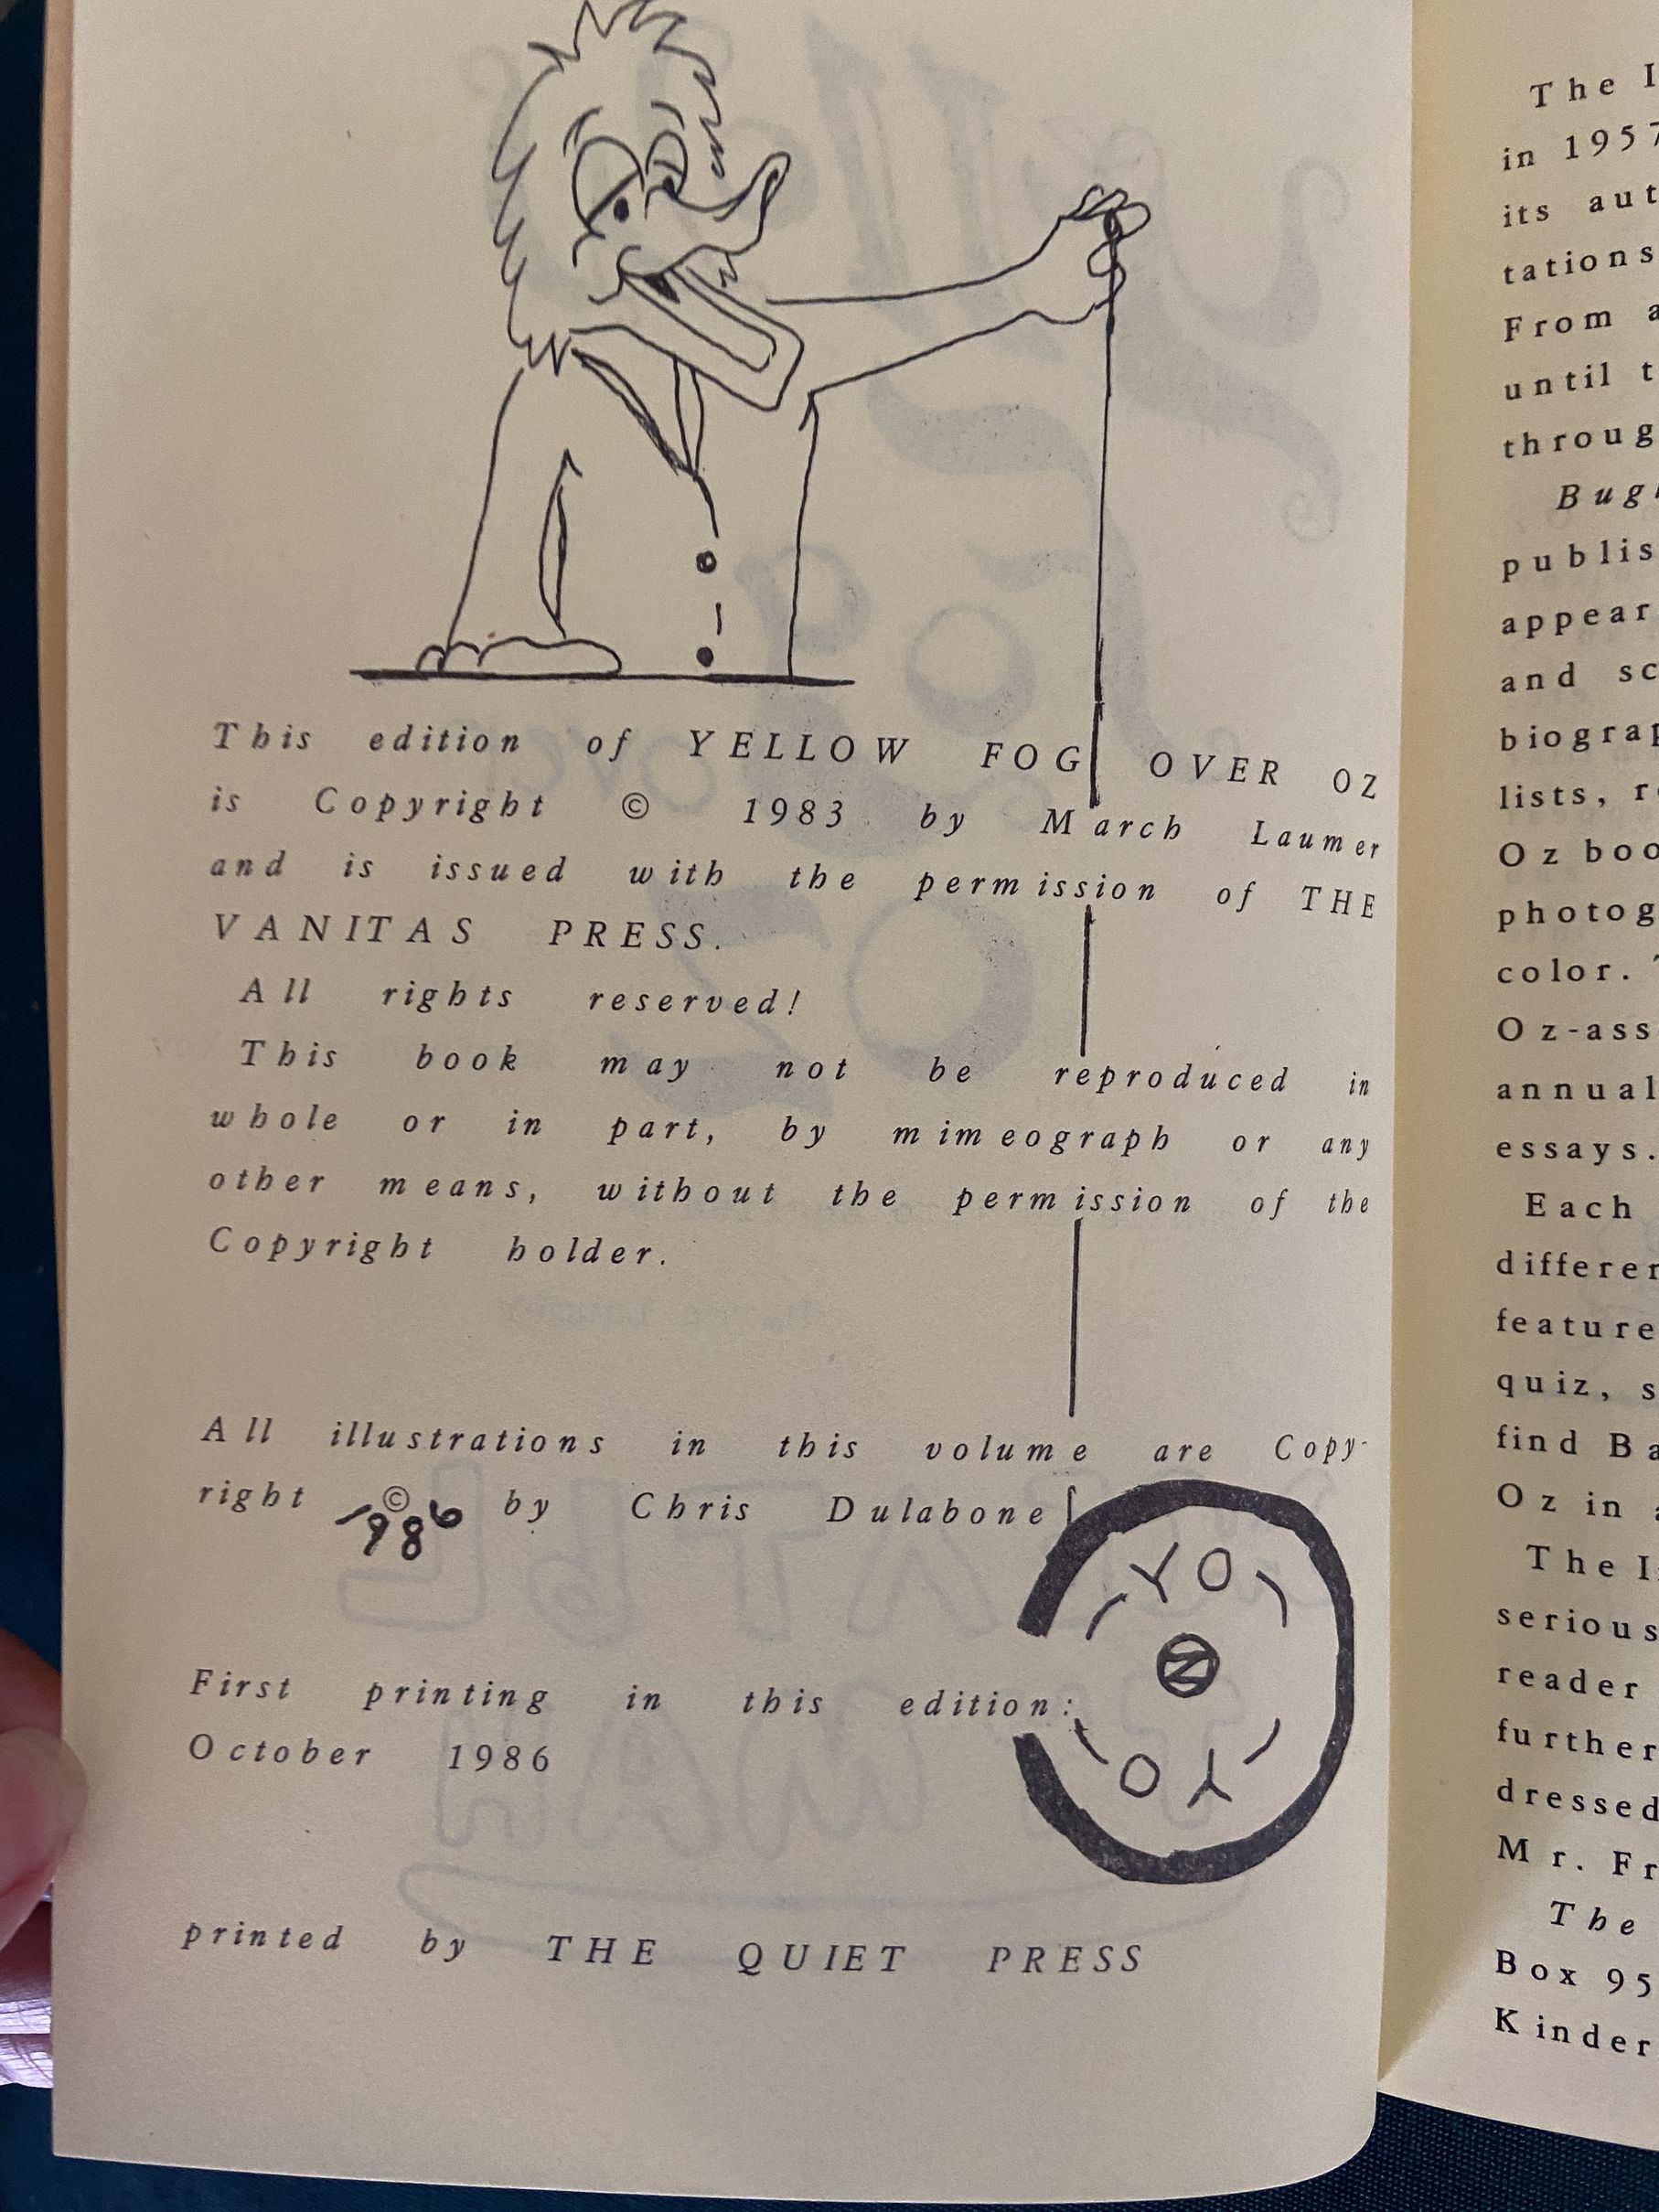 This edition of YELLOW FOG OVER OZ
is Copyright © 1983 by March Laumer
and is issued with the permission of THE
VANITAS PRESS.
All rights reserved!
This book may not be reproduced in
whole or in part, by mimeograph or any
other means, without the permission of the
Copyright holder.
All illustrations in this volume are Copy-
right © 1986 by Chris Dulabone
YO
YO
First printing in this edition:
October 1986
printed by THE QUIET PRESS
The I
in 1957
its aut
tations
From a
until t
throug
Bug
publis
appear
and sc
biograp
lists, r
Oz boo
photog
color.
Oz-ass
annual
essays.
Each
differen
feature
quiz, s
find Ba
Oz in a
The I
serious
reader
further
dressed
Mr. Fr
The
Box 95
Kinder